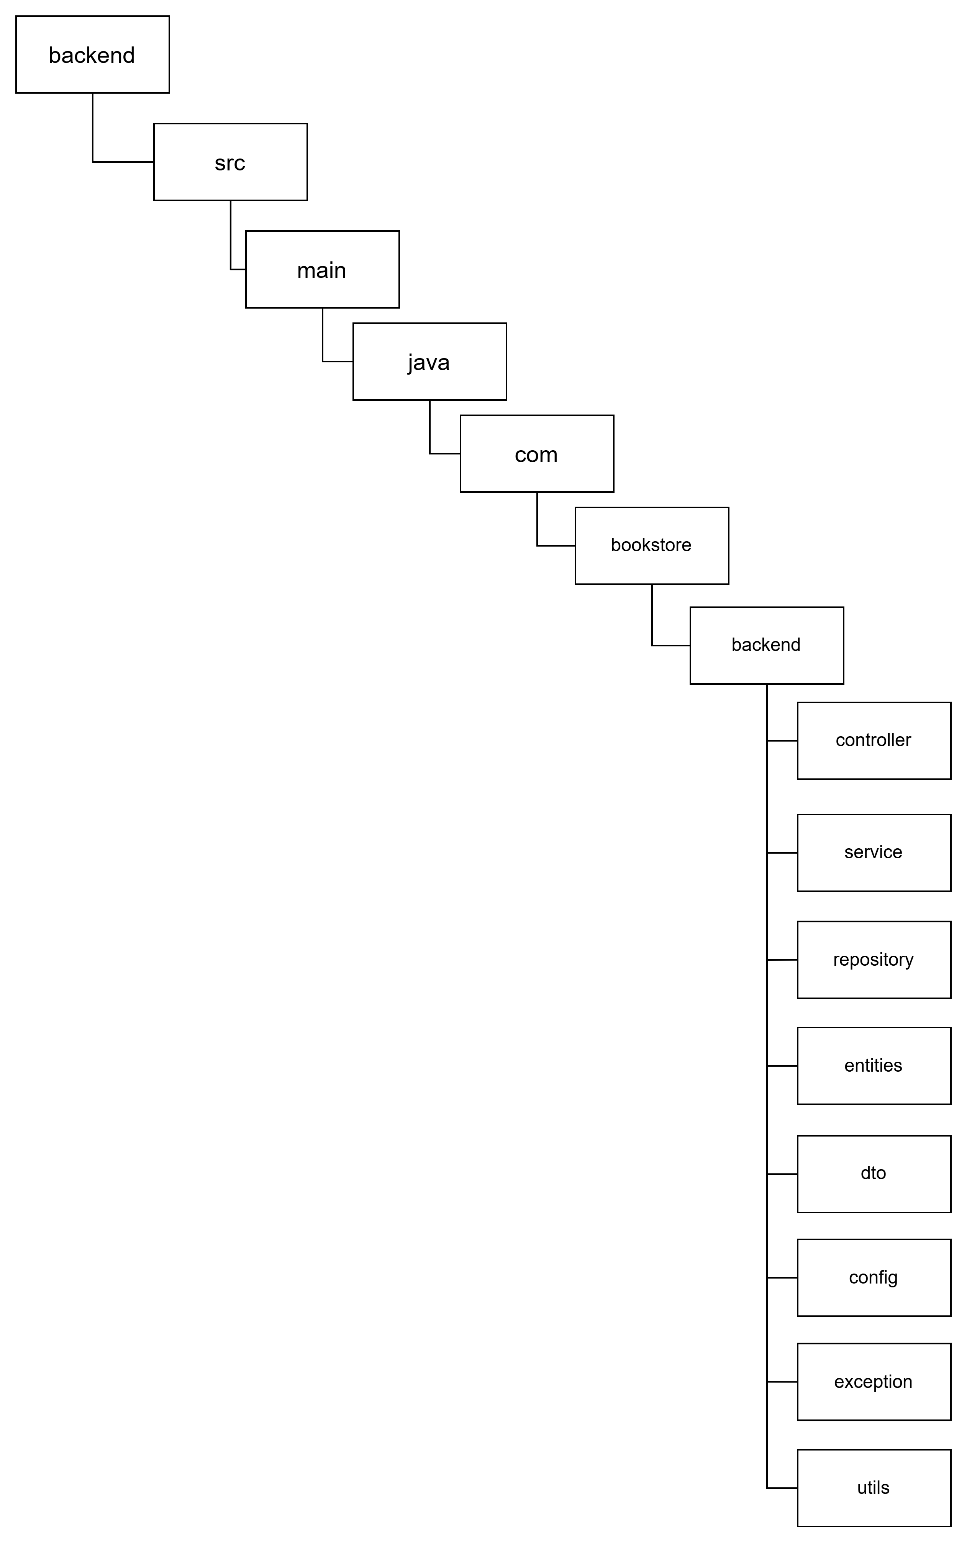 backend
src
main
java
com
bookstore
backend
controller
service
repository
entities
dto
config
exception
utils